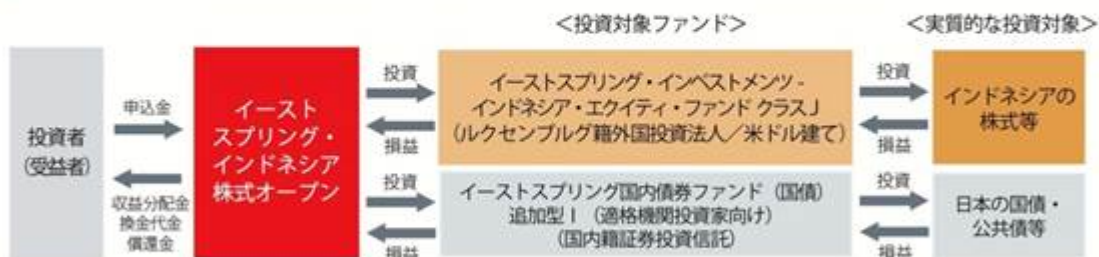 <投資対象ファンド>
<実質的な投資対象>
投資者
(受益者)
申込金
収益分配金
換金代金
償還金
イースト
スプリング・
インドネシア
株式オープン
投資
損益
イーストスプリング・インベストメンツ -
インドネシア・エクイティ・ファンド クラスJ
(ルクセンブルグ籍外国投資法人／米ドル建て)
投資
損益
インドネシアの
株式等
投資
損益
イーストスプリング国内債券ファンド（国債）
追加型Ｉ（適格機関投資家向け）
(国内籍証券投資信託)
投資
損益
日本の国債・
公共債等